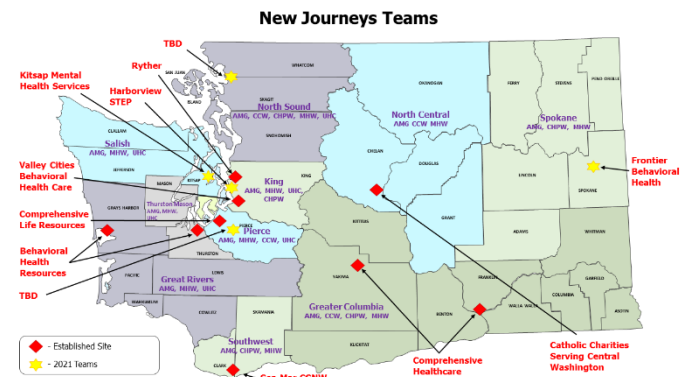 New Journeys Teams
TBD
Ryther
Kitsap Mental
Health Services
Harborview
STEP
Valley Cities
Behavioral
Health Care
Comprehensive
Life Resources
Behavioral
Health
Resources
TBD
WHATCOM
SAN JUAN
ISLAND
SKAGIT
North Sound
AMG, CCW, CHPW, MHW, UHC
SNOHOMISH
CLALLAM
Salish
AMG, MHW, UHC
JEFFERSON
KITSAP
MASON
GRAYS HARBOR
Thurston Mason
AMG, MHW,
UHC
KING
King
AMG, MHW, UHC,
CHPW
PIERCE
Pierce
AMG, MHW, CCW, UHC
THURSTON
PACIFIC
LEWIS
Great Rivers
AMG, MHW, UHC
WAHKIAKUM
COWLITZ
SKAMANIA
Southwest
AMG, CHPW, MHW
CLARK
OKANOGAN
North Central
AMG CCW MHW
CHELAN
DOUGLAS
GRANT
KITTITAS
YAKIMA
Greater Columbia
AMG, CCW, CHPW, MHW
KLICKITAT
BENTON
FRANKLIN
WALLA WALLA
COLUMBIA
GARFIELD
ASOTIN
WHITMAN
ADAMS
LINCOLN
SPOKANE
FERRY
STEVENS
PEND OREILLE
Spokane
AMG, CHPW, MHW
Frontier
Behavioral
Health
Catholic Charities
Serving Central
Washington
Comprehensive
Healthcare
- Established Site
- 2021 Teams